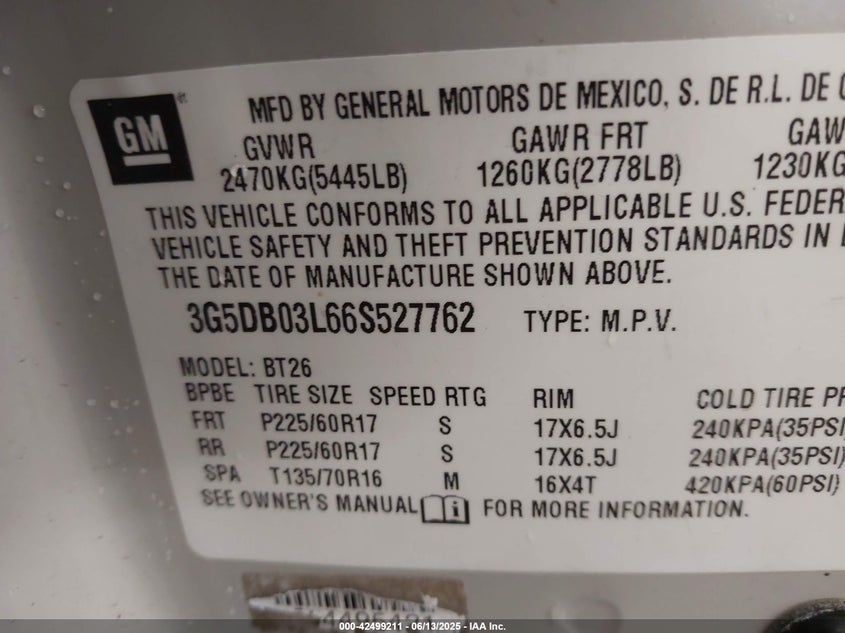 GM
MFD BY GENERAL MOTORS DE MEXICO, S. DE R.L. DE
GVWR GAWR FRT
2470KG(5445LB) 1260KG(2778LB) 1230KG
THIS VEHICLE CONFORMS TO ALL APPLICABLE U.S.
VEHICLE SAFETY AND THEFT PREVENTION STANDARDS IN
THE DATE OF MANUFACTURE SHOWN ABOVE.
3G5DB03L66S527762 TYPE: M.P.V.
MODEL: BT26
BPBE TIRE SIZE SPEED RTG RIM COLD TIRE
FRT P225/60R17 S 17X6.5J 240KPA(35PSI)
RR P225/60R17 S 17X6.5J 240KPA(35PSI)
SPA T135/70R16 M 16X4T 420KPA(60PSI)
SEE OWNER'S MANUAL FOR MORE INFORMATION.
000-42499211 - 06/13/2025 - IAA Inc.